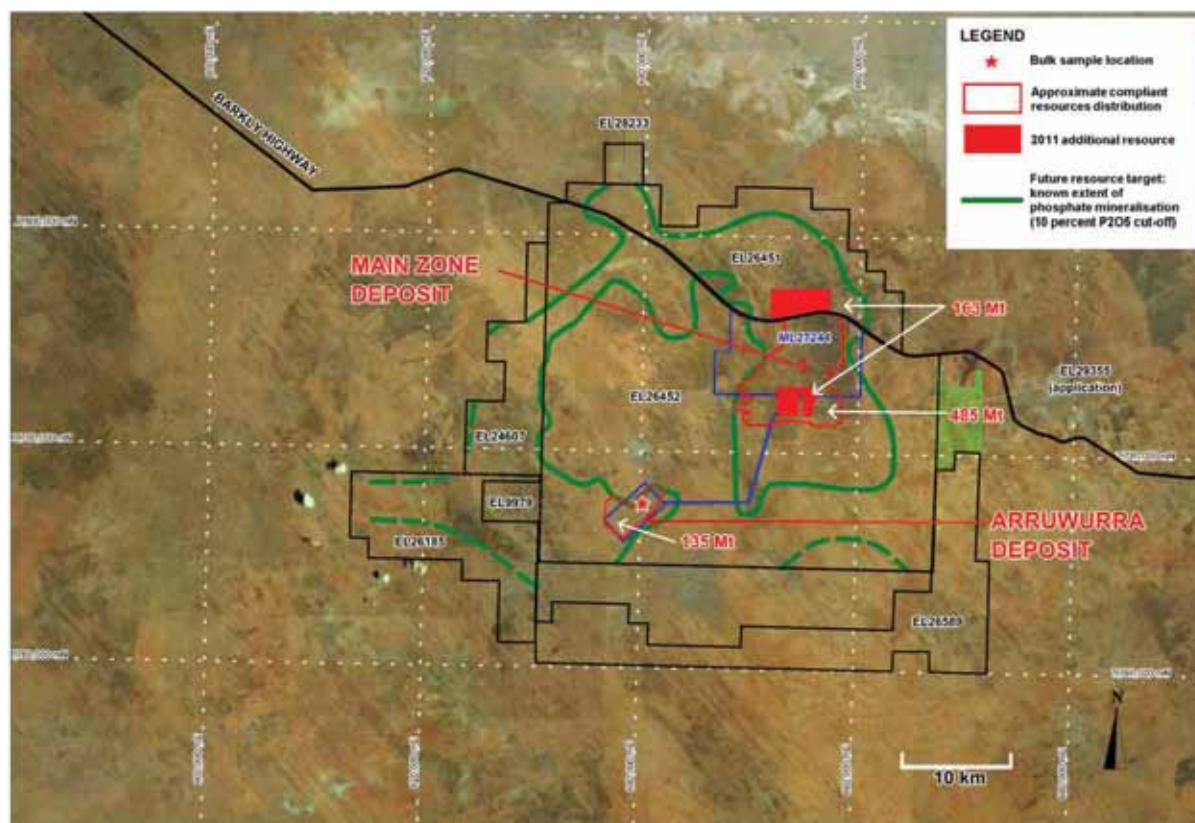 LEGEND
Bulk sample location
Approximate compliant
resources distribution
2011 additional resource
Future resource target:
known extent of
phosphate mineralisation
(10 percent P2O5 cut-off)
BARKLY HIGHWAY
EL28233
EL26451
MAIN ZONE
DEPOSIT
163 Mt
ML27244
EL29355
(application)
EL26452
485 Mt
EL24607
EL9979
EL26185
135 Mt
ARRUWURRA
DEPOSIT
EL26589
N
10 km